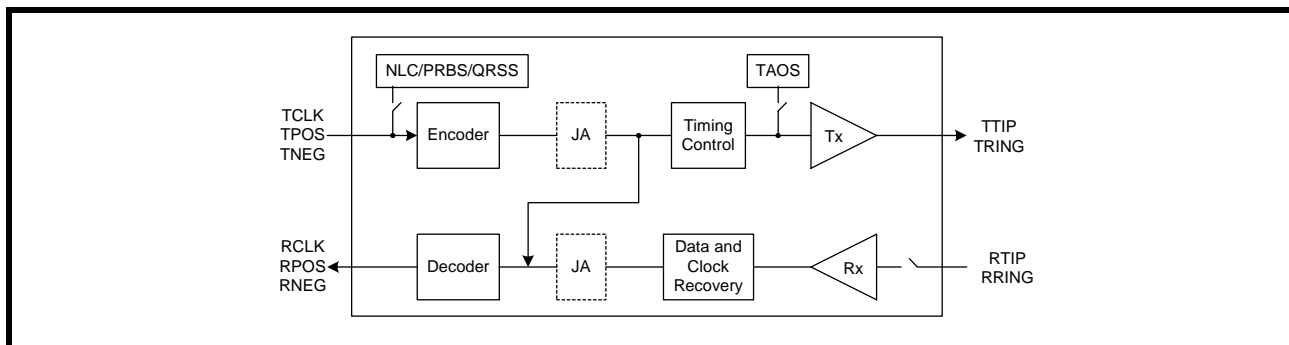 NLC/PRBS/QRSS
TAOS
TCLK
TPOS
TNEG
Encoder
JA
Timing
Control
Tx
TTIP
TRING
RCLK
RPOS
RNEG
Decoder
JA
Data and
Clock
Recovery
Rx
RTIP
RRING